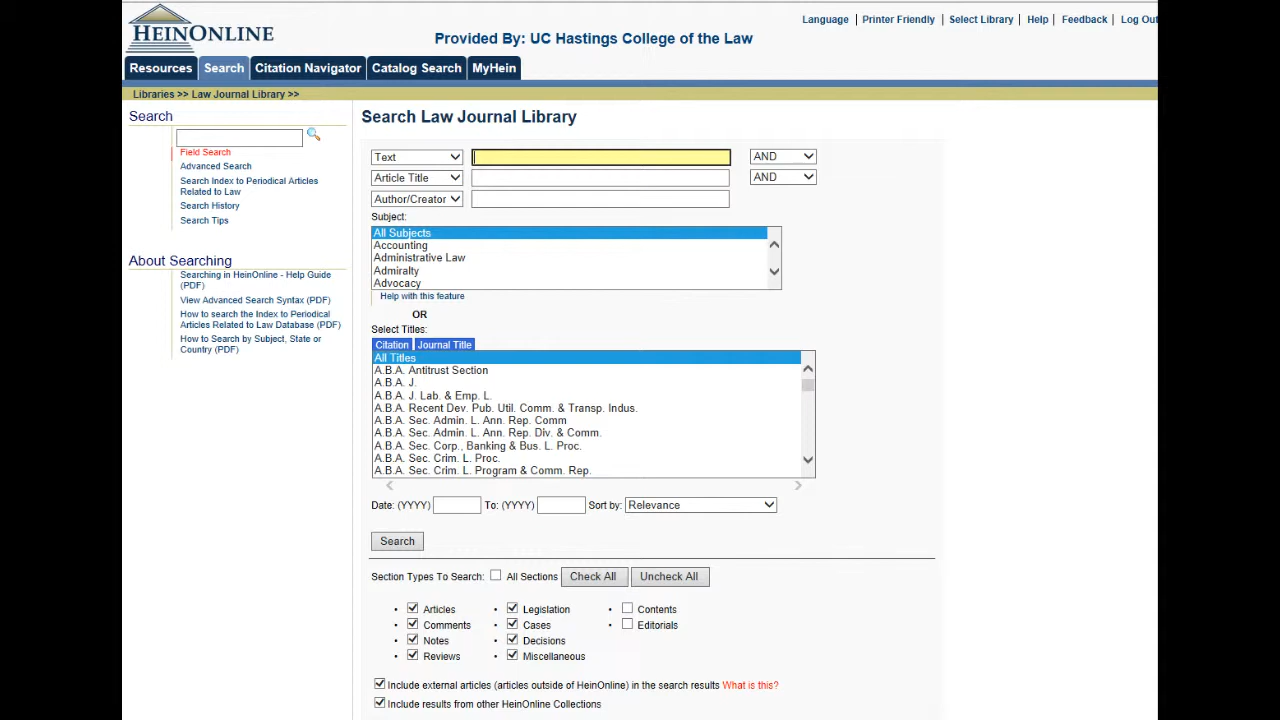 HEINONLINE
Language | Printer Friendly | Select Library | Help | Feedback | Log Out
Provided By: UC Hastings College of the Law
Resources Search Citation Navigator Catalog Search MyHein
Libraries >> Law Journal Library >>
Search
Field Search
Advanced Search
Search Index to Periodical Articles
Related to Law
Search History
Search Tips
About Searching
Searching in HeinOnline - Help Guide
(PDF)
View Advanced Search Syntax (PDF)
How to search the Index to Periodical
Articles Related to Law Database (PDF)
How to Search by Subject, State or
Country (PDF)
Search Law Journal Library
Text AND
Article Title AND
Author/Creator
Subject:
All Subjects
Accounting
Administrative Law
Admiralty
Advocacy
Help with this feature
OR
Select Titles:
Citation Journal Title
All Titles
A.B.A. Antitrust Section
A.B.A. J.
A.B.A. J. Lab. & Emp. L.
A.B.A. Recent Dev. Pub. Util. Comm. & Transp. Indus.
A.B.A. Sec. Admin. L. Ann. Rep. Comm
A.B.A. Sec. Admin. L. Ann. Rep. Div. & Comm.
A.B.A. Sec. Corp., Banking & Bus. L. Proc.
A.B.A. Sec. Crim. L. Proc.
A.B.A. Sec. Crim. L. Program & Comm. Rep.
Date: (YYYY) To: (YYYY) Sort by: Relevance
Search
Section Types To Search: All Sections Check All Uncheck All
• Articles • Legislation • Contents
• Comments • Cases • Editorials
• Notes • Decisions
• Reviews • Miscellaneous
Include external articles (articles outside of HeinOnline) in the search results What is this?
Include results from other HeinOnline Collections